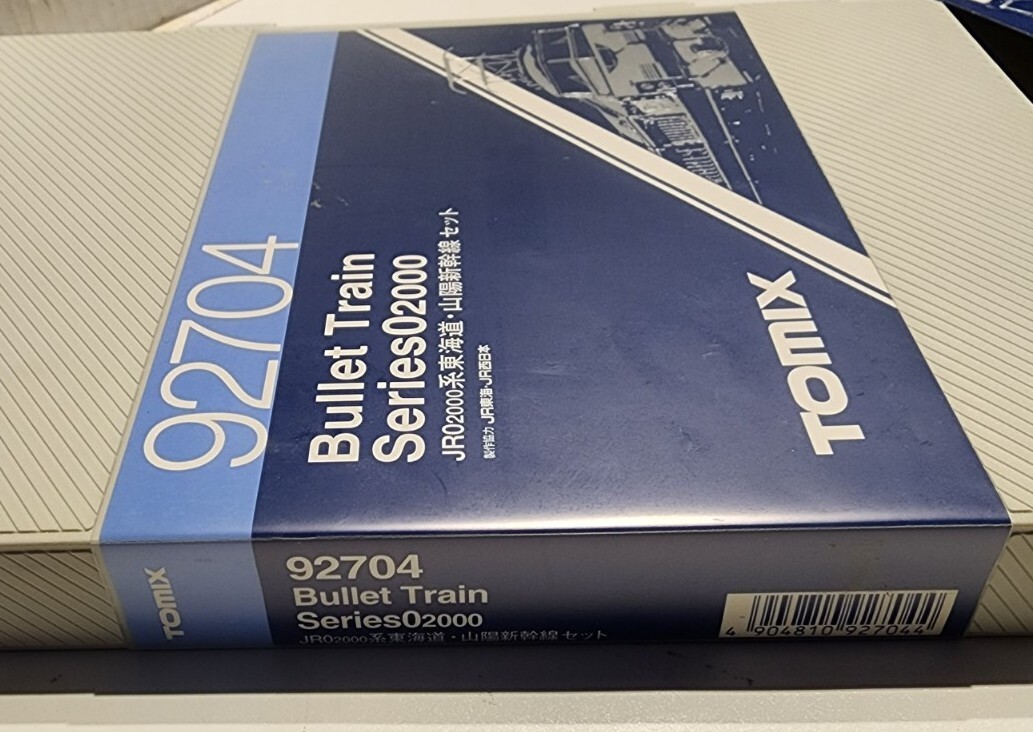 92704
Bullet Train
Series02000
JR02000系東海道・山陽新幹線 セット
製作協力 JR東海・JR西日本
TOMIX
TOMIX
92704
Bullet Train
Series02000
JR02000系東海道・山陽新幹線セット
4 904810 927044